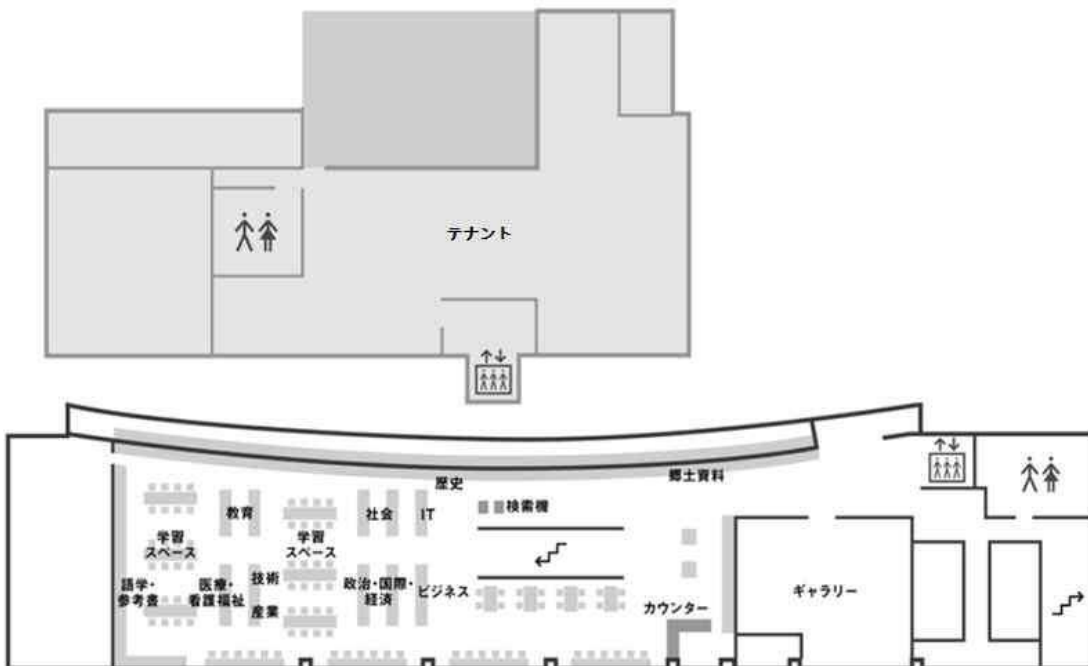 テナント
歴史
郷土資料
検索機
教育
社会
IT
学習
スペース
学習
スペース
語学・
参考書
医療・
看護福祉
技術
産業
政治・国際・
経済
ビジネス
カウンター
ギャラリー